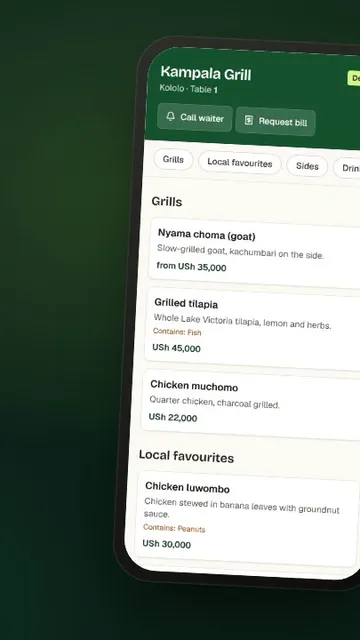 Kampala Grill
Kololo · Table 1
Call waiter
Request bill
Grills
Local favourites
Sides
Grills
Nyama choma (goat)
Slow-grilled goat, kachumbari on the side.
from USh 35,000
Grilled tilapia
Whole Lake Victoria tilapia, lemon and herbs.
Contains: Fish
USh 45,000
Chicken muchomo
Quarter chicken, charcoal grilled.
USh 22,000
Local favourites
Chicken luwombo
Chicken stewed in banana leaves with groundnut
sauce.
Contains: Peanuts
USh 30,000